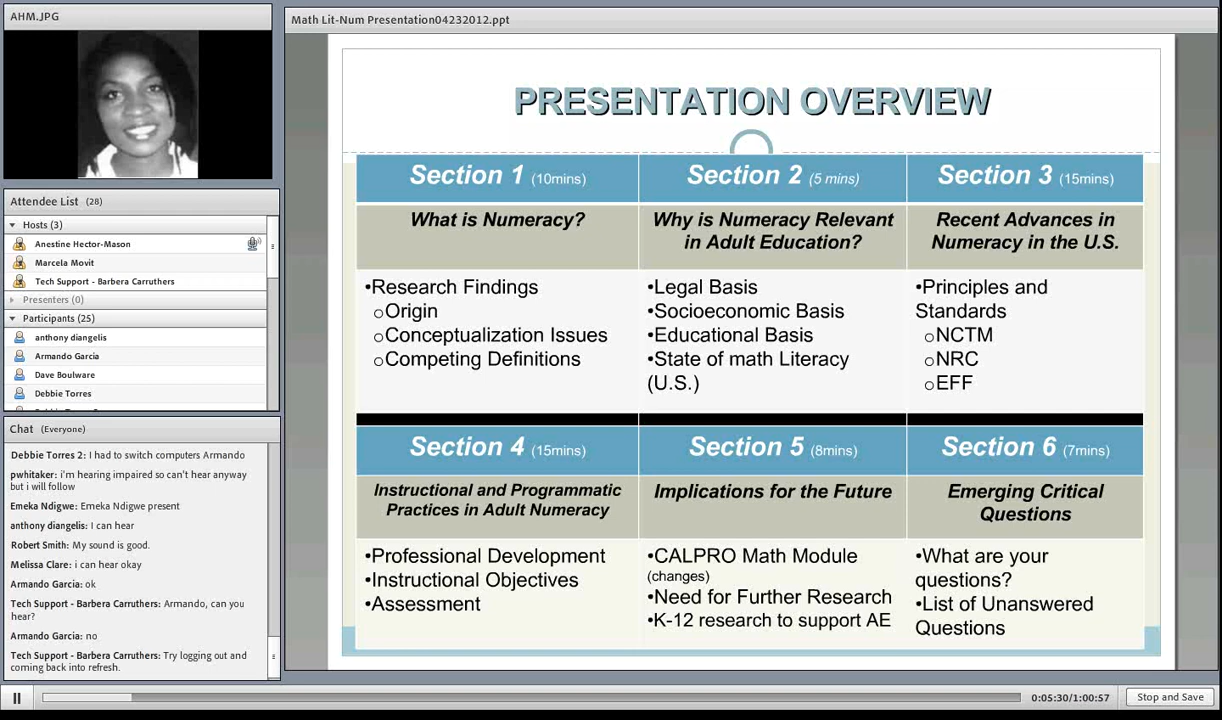 AHM.JPG
Attendee List (28)
Hosts (3)
Anestine Hector-Mason
Marcela Movit
Tech Support - Barbera Carruthers
Presenters (0)
Participants (25)
anthony diangelis
Armando Garcia
Dave Boulware
Debbie Torres
Chat (Everyone)
Debbie Torres 2: I had to switch computers Armando
pwhitaker: i'm hearing impaired so can't hear anyway
but i will follow
Emeka Ndigwe: Emeka Ndigwe present
anthony diangelis: I can hear
Robert Smith: My sound is good.
Melissa Clare: i can hear okay
Armando Garcia: ok
Tech Support - Barbera Carruthers: Armando, can you
hear?
Armando Garcia: no
Tech Support - Barbera Carruthers: Try logging out and
coming back into refresh.
Math Lit-Num Presentation04232012.ppt
PRESENTATION OVERVIEW
Section 1 (10mins)
What is Numeracy?
•Research Findings
oOrigin
oConceptualization Issues
oCompeting Definitions
Section 2 (5 mins)
Why is Numeracy Relevant
in Adult Education?
•Legal Basis
•Socioeconomic Basis
•Educational Basis
•State of math Literacy
(U.S.)
Section 3 (15mins)
Recent Advances in
Numeracy in the U.S.
•Principles and
Standards
oNCTM
oNRC
oEFF
Section 4 (15mins)
Instructional and Programmatic
Practices in Adult Numeracy
•Professional Development
•Instructional Objectives
•Assessment
Section 5 (8mins)
Implications for the Future
•CALPRO Math Module
(changes)
•Need for Further Research
•K-12 research to support AE
Section 6 (7mins)
Emerging Critical
Questions
•What are your
questions?
•List of Unanswered
Questions
0:05:30/1:00:57
Stop and Save